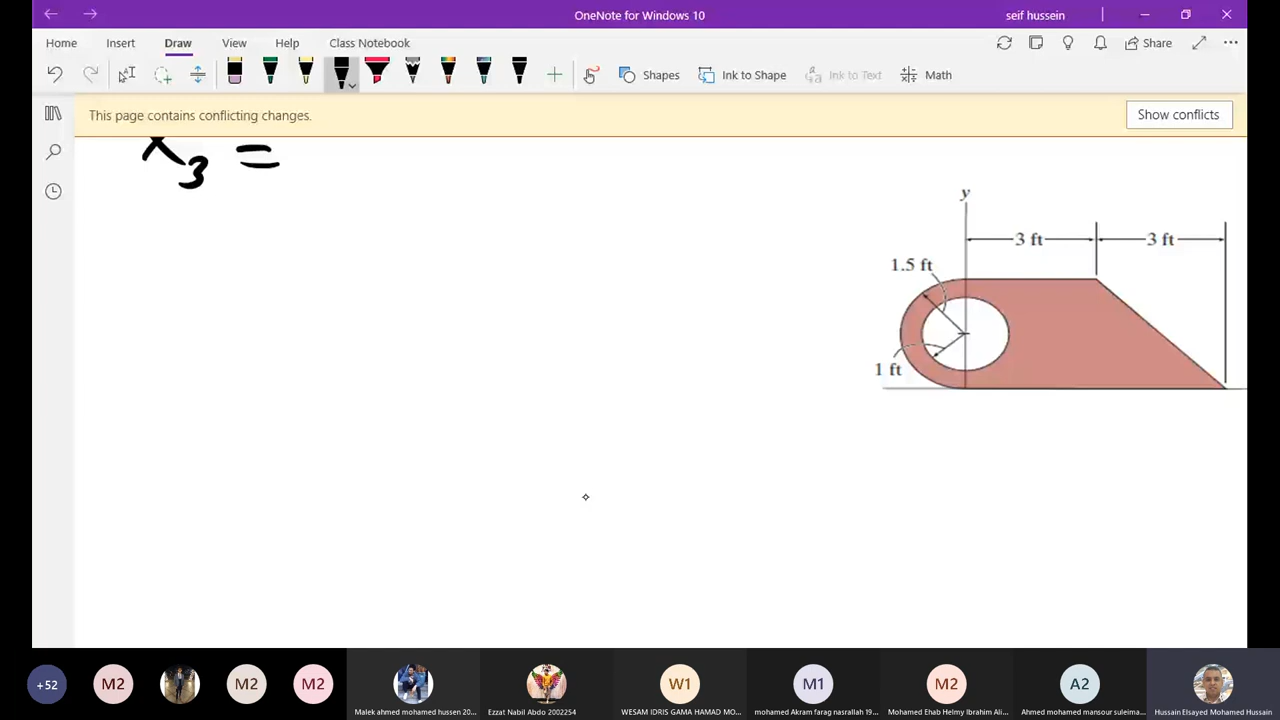 OneNote for Windows 10
seif hussein
Home Insert Draw View Help Class Notebook
Share
Shapes Ink to Shape Ink to Text Math
This page contains conflicting changes.
Show conflicts
x₃ =
y
3 ft 3 ft
1.5 ft
1 ft
+52 M2 M2 M2 W1 M1 M2 A2
Malek ahmed mohamed hussen 20... Ezzat Nabil Abdo 2002254 WESAM IDRIS GAMA HAMAD MO... mohamed Akram farag nasrallah 19... Mohamed Ehab Helmy Ibrahim Ali... Ahmed mohamed mansour suleima... Hussain Elsayed Mohamed Hussain